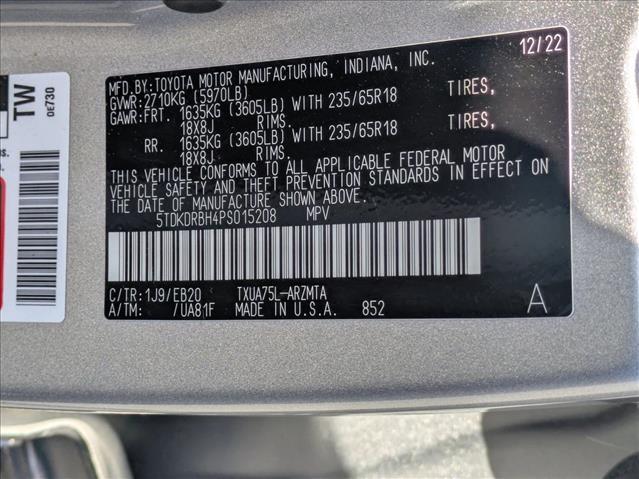 12/22
MFD.BY:TOYOTA MOTOR MANUFACTURING, INDIANA, INC.
GVWR:2710KG (5970LB)
GAWR:FRT. 1635KG (3605LB) WITH 235/65R18 TIRES,
18X8J RIMS.
RR. 1635KG (3605LB) WITH 235/65R18 TIRES,
18X8J RIMS.
THIS VEHICLE CONFORMS TO ALL APPLICABLE FEDERAL MOTOR
VEHICLE SAFETY AND THEFT PREVENTION STANDARDS IN EFFECT ON
THE DATE OF MANUFACTURE SHOWN ABOVE.
5TDKDRBH4PS015208 MPV
C/TR:1J9/EB20 TXUA75L-ARZMTA
A/TM: /UA81F MADE IN U.S.A. 852
A
TW
0E730